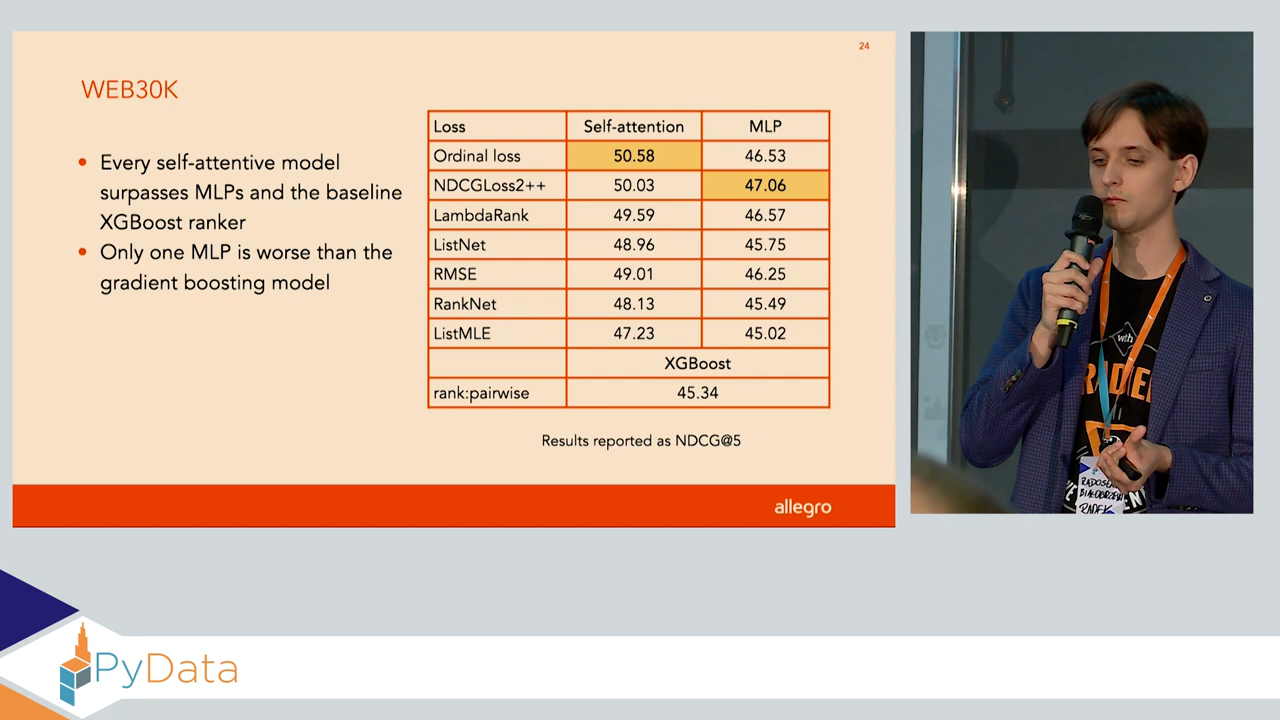 24
WEB30K
• Every self-attentive model
surpasses MLPs and the baseline
XGBoost ranker
• Only one MLP is worse than the
gradient boosting model
Loss Self-attention MLP
Ordinal loss 50.58 46.53
NDCGLoss2++ 50.03 47.06
LambdaRank 49.59 46.57
ListNet 48.96 45.75
RMSE 49.01 46.25
RankNet 48.13 45.49
ListMLE 47.23 45.02
XGBoost
rank:pairwise 45.34
Results reported as NDCG@5
allegro
with
RADEK
PyData